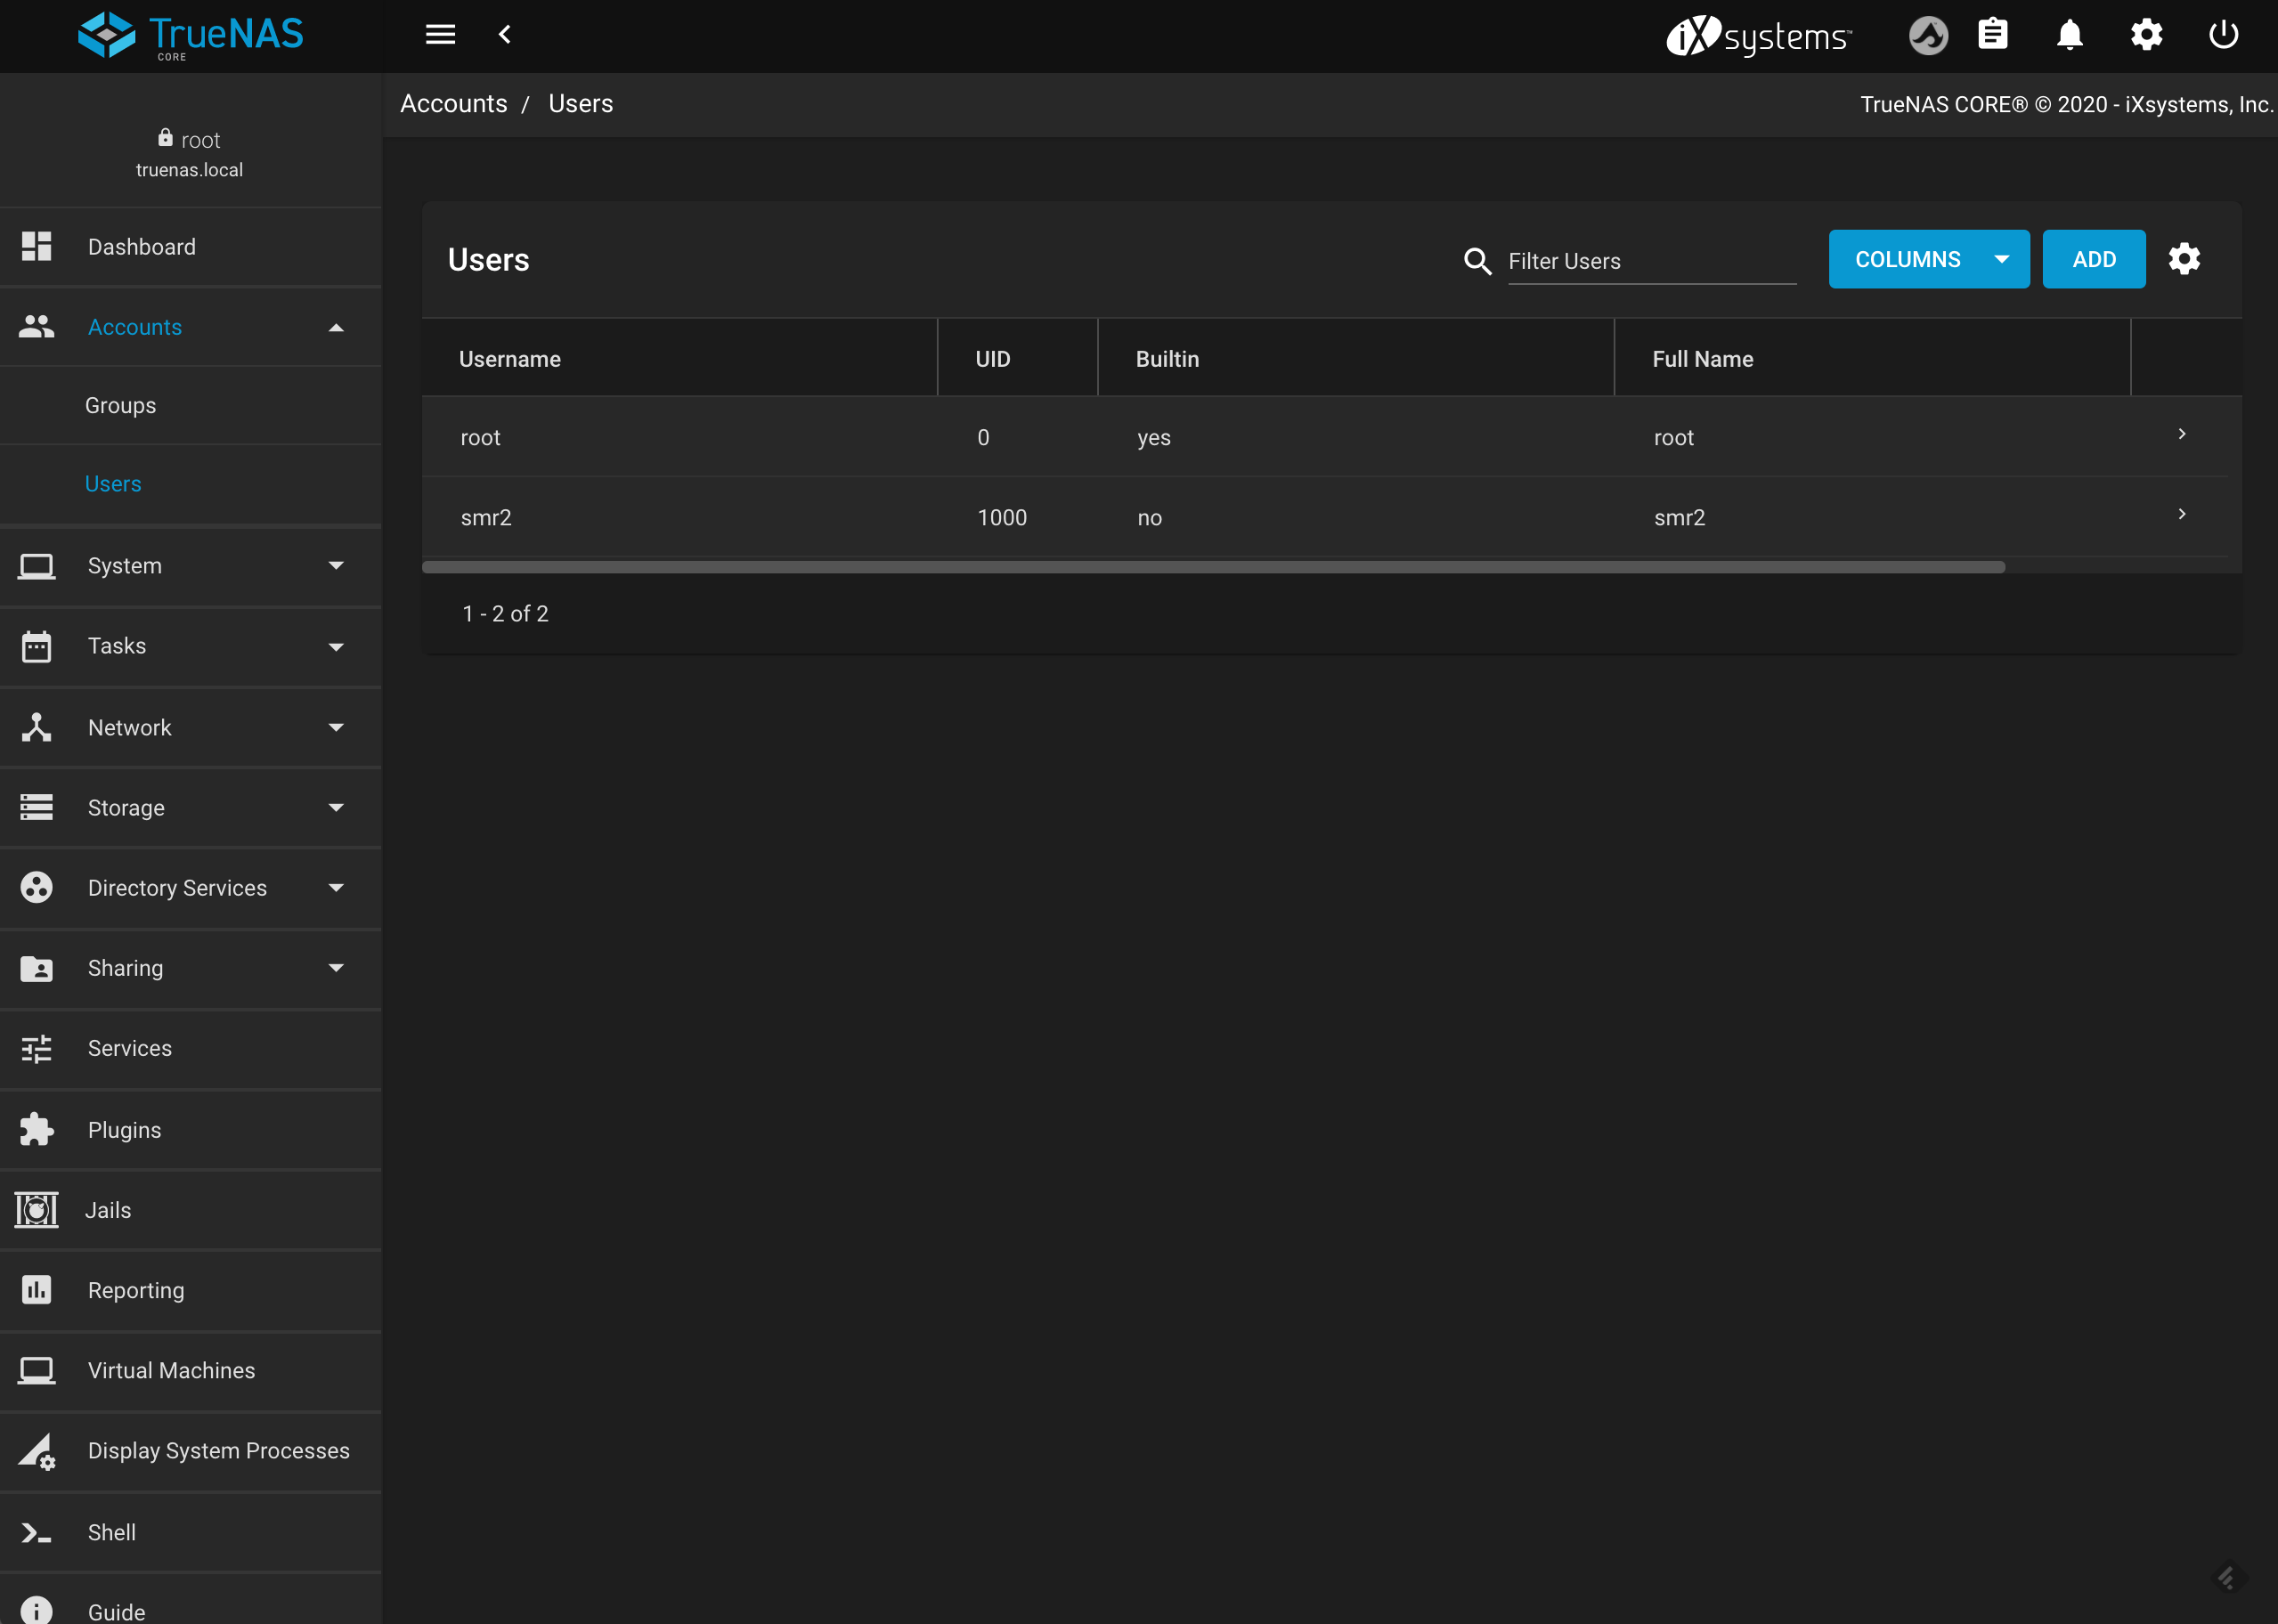 TrueNAS
CORE
iXsystems™
Accounts / Users
TrueNAS CORE® © 2020 - iXsystems, Inc.
root
truenas.local
Dashboard
Accounts
Groups
Users
System
Tasks
Network
Storage
Directory Services
Sharing
Services
Plugins
Jails
Reporting
Virtual Machines
Display System Processes
Shell
Guide
Users
Filter Users
COLUMNS
ADD
Username UID Builtin Full Name
root 0 yes root
smr2 1000 no smr2
1 - 2 of 2